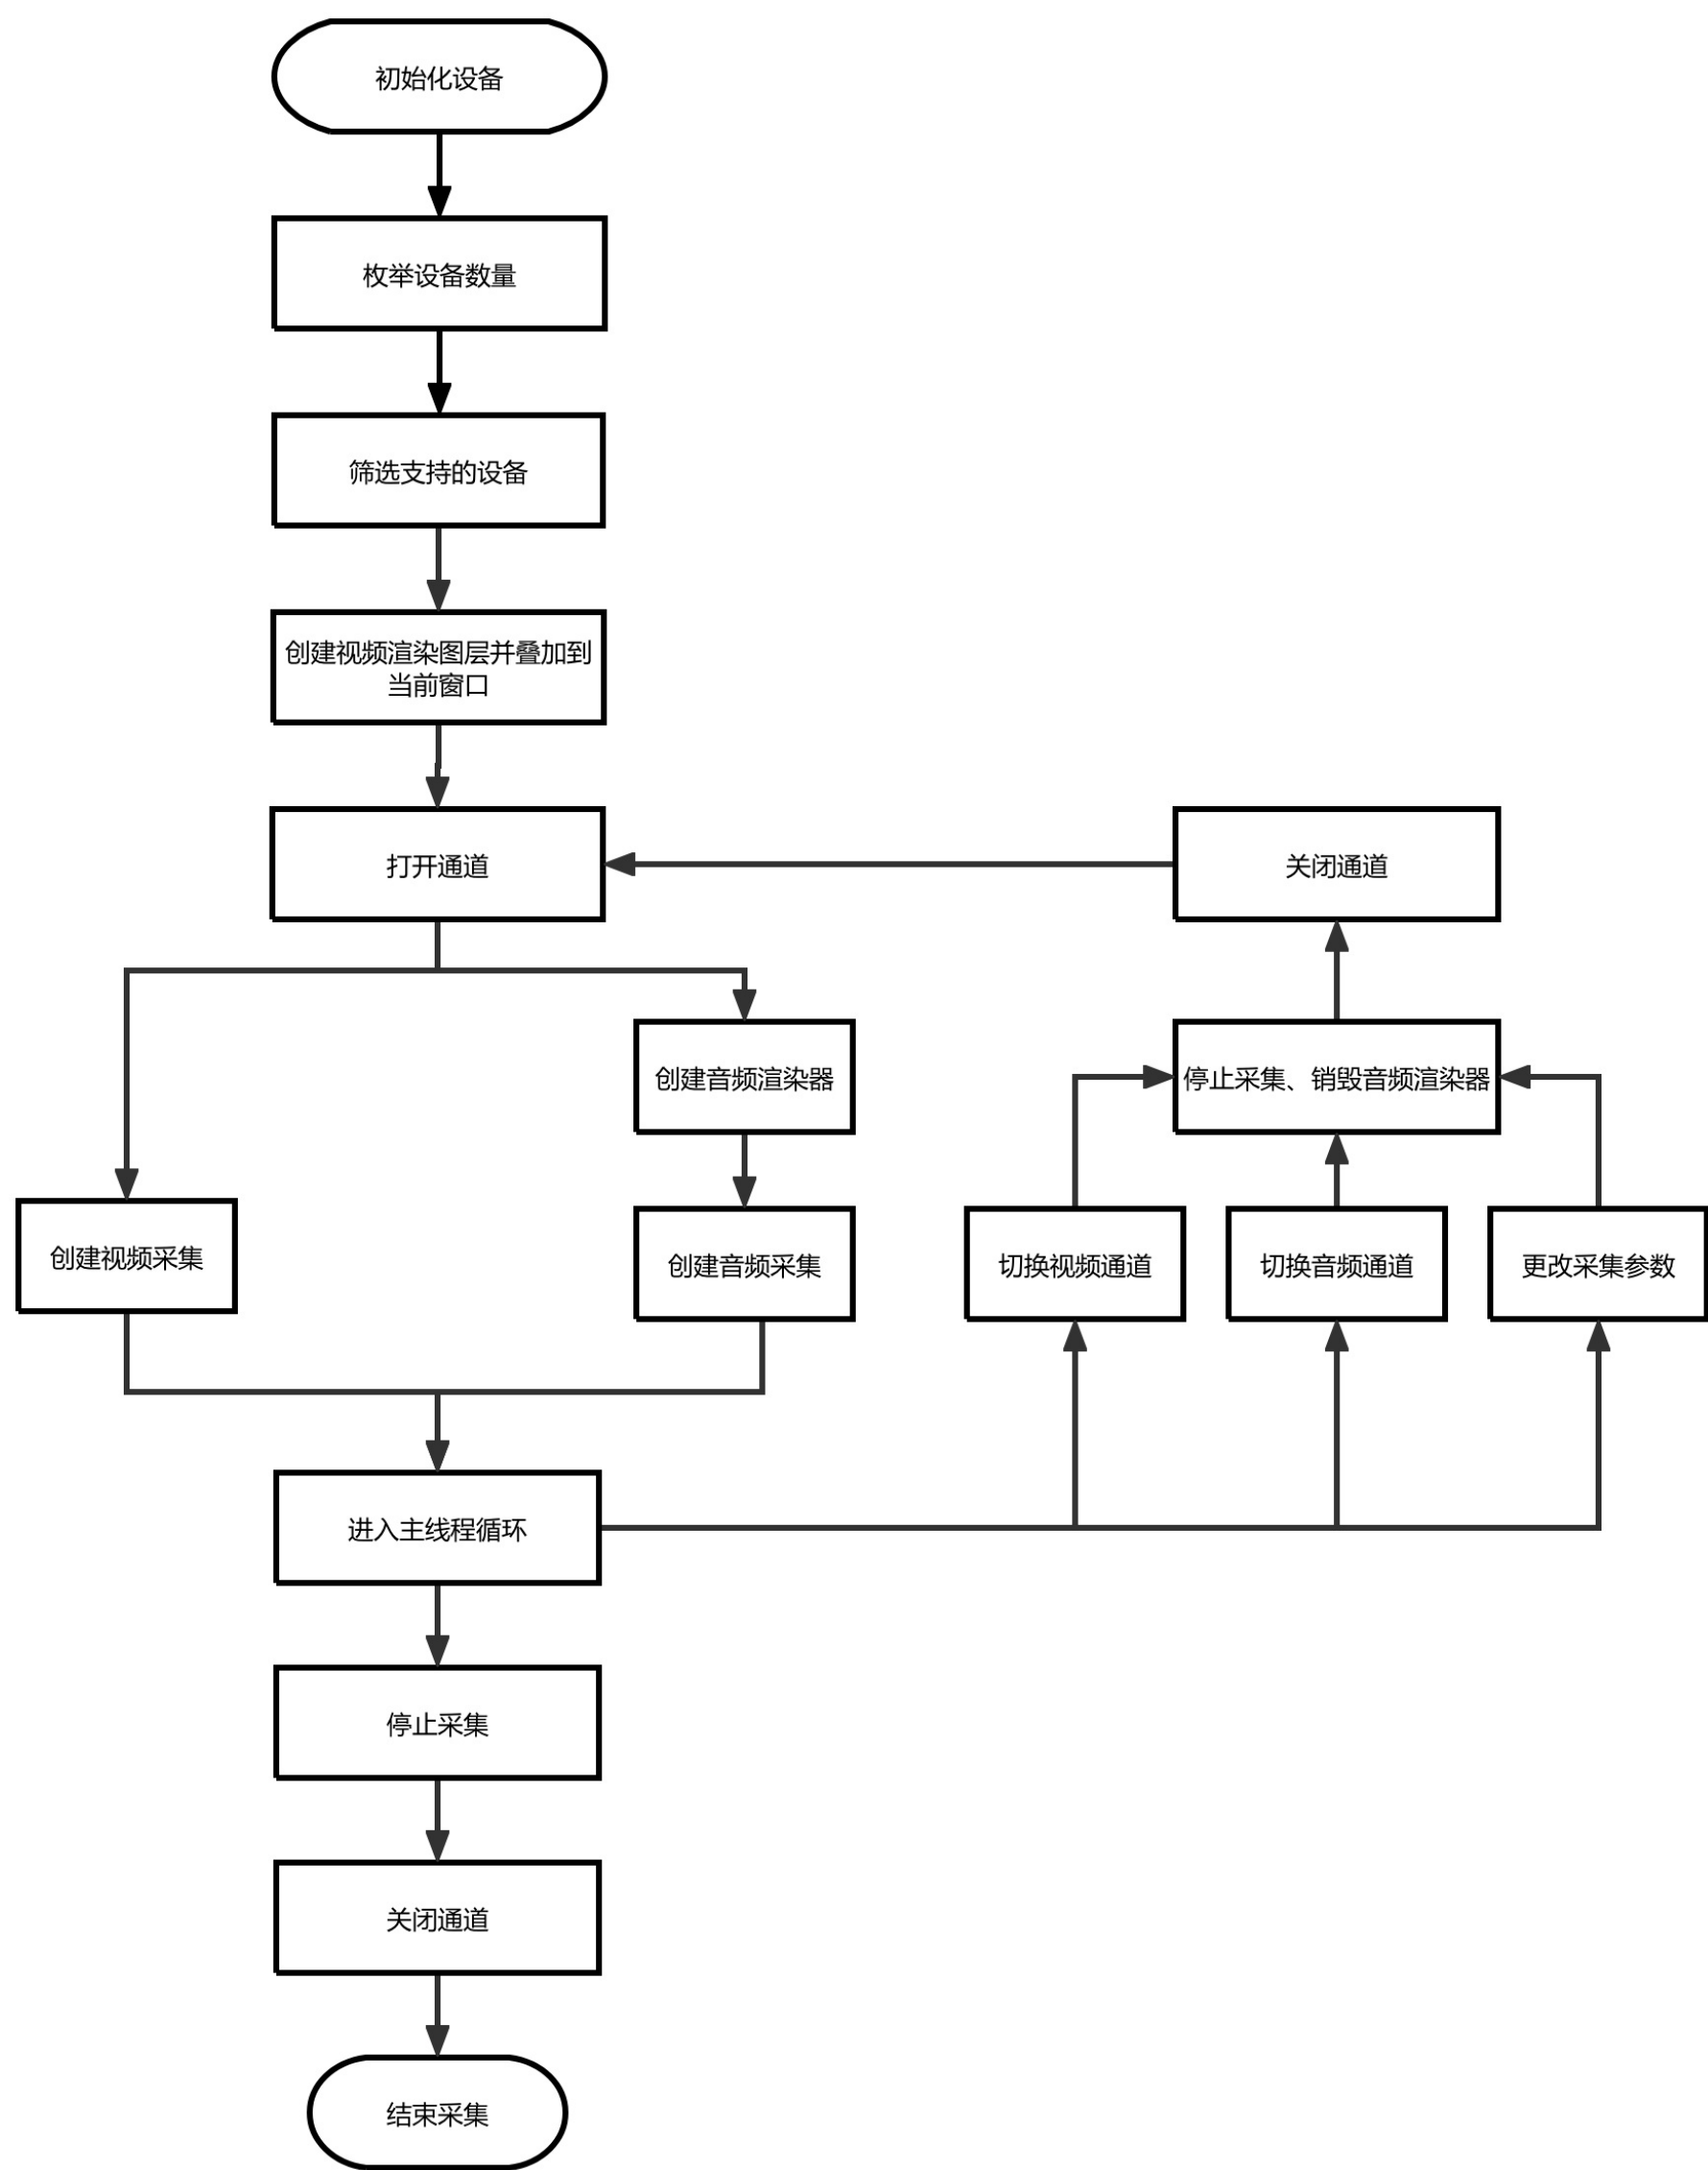 初始化设备
枚举设备数量
筛选支持的设备
创建视频渲染图层并叠加到
当前窗口
打开通道
关闭通道
创建音频渲染器
停止采集、销毁音频渲染器
创建视频采集
创建音频采集
切换视频通道
切换音频通道
更改采集参数
进入主线程循环
停止采集
关闭通道
结束采集